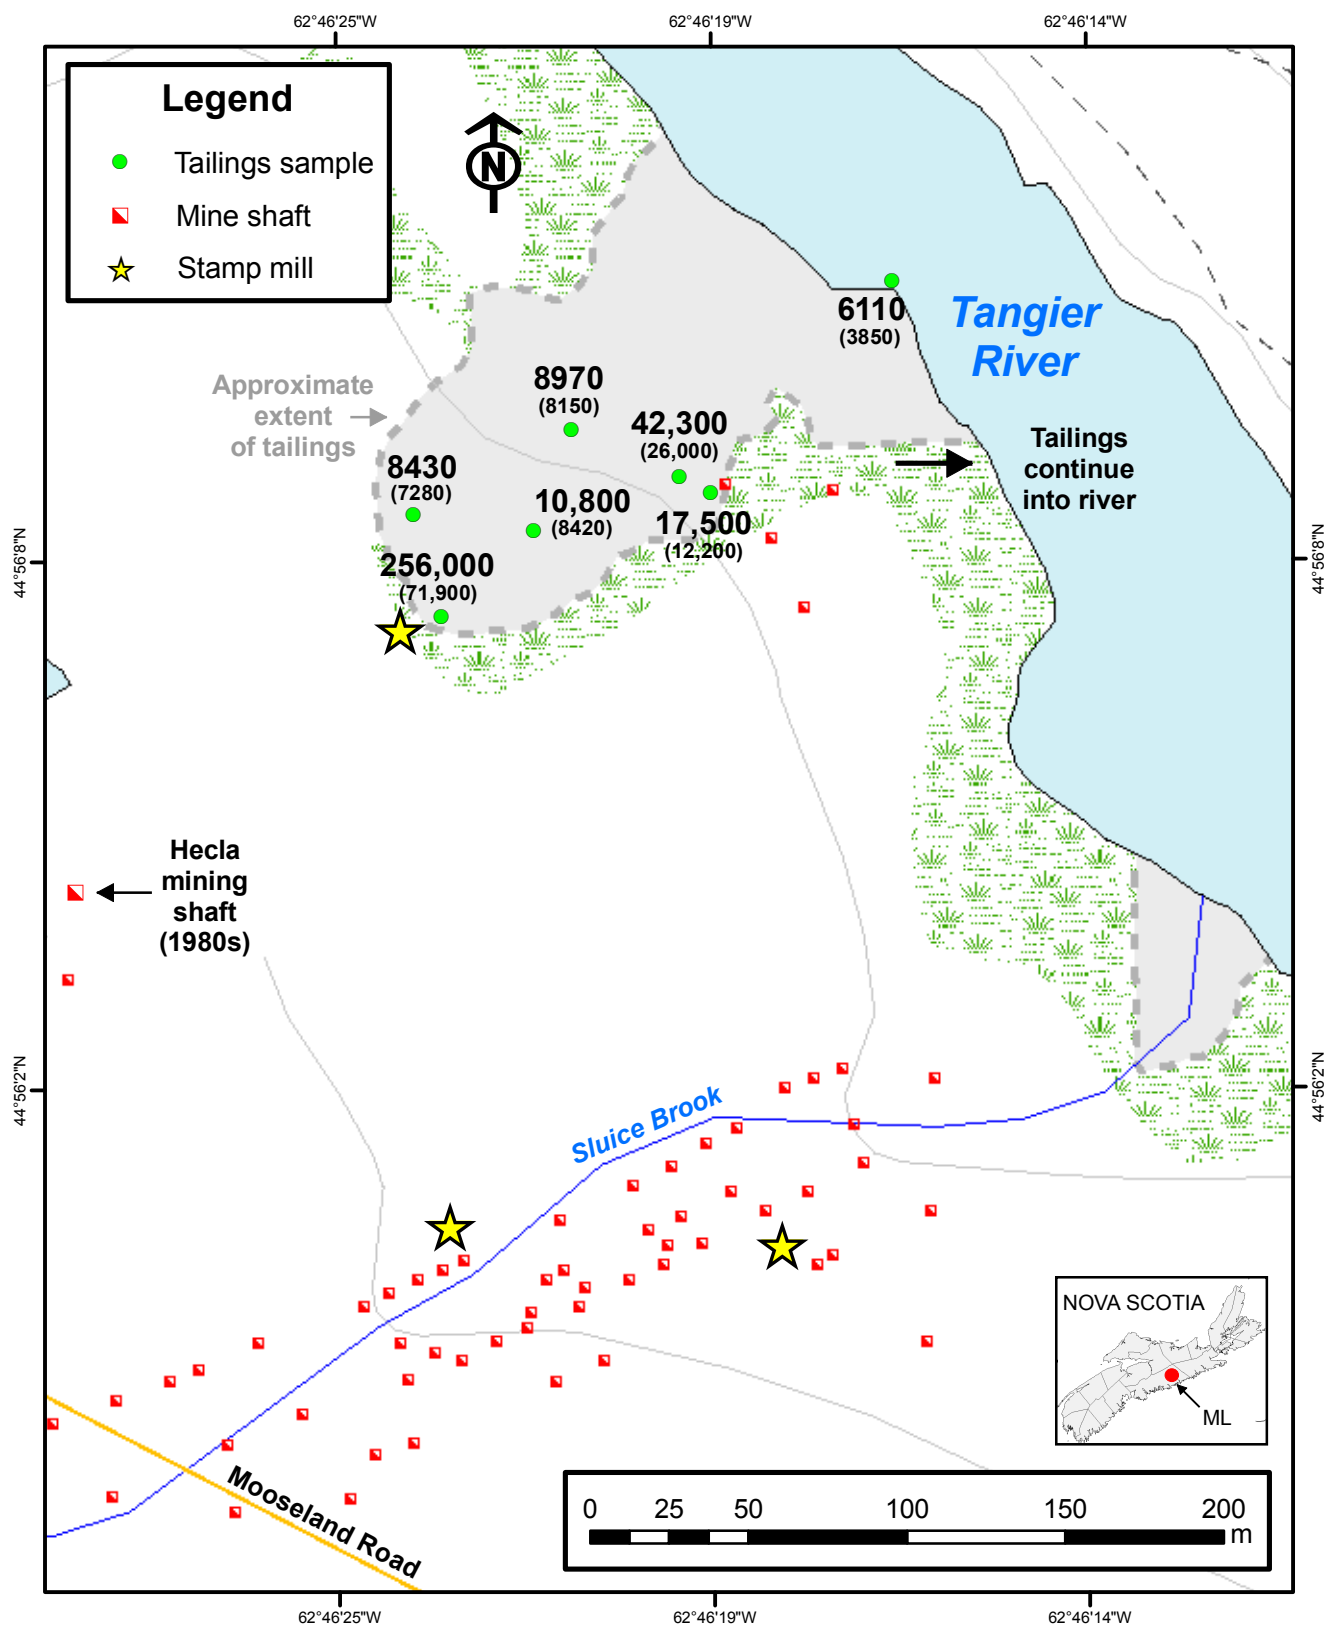 62°46'25"W
62°46'19"W
62°46'14"W
Legend
Tailings sample
Mine shaft
Stamp mill
N
6110
(3850)
Tangier
River
Approximate
extent
of tailings
8970
(8150)
42,300
(26,000)
Tailings
continue
into river
8430
(7280)
10,800
(8420)
17,500
(12,200)
256,000
(71,900)
44°56'8"N
44°56'8"N
Hecla
mining
shaft
(1980s)
44°56'2"N
44°56'2"N
Sluice Brook
NOVA SCOTIA
ML
Mooseland Road
0 25 50 100 150 200
m
62°46'25"W
62°46'19"W
62°46'14"W